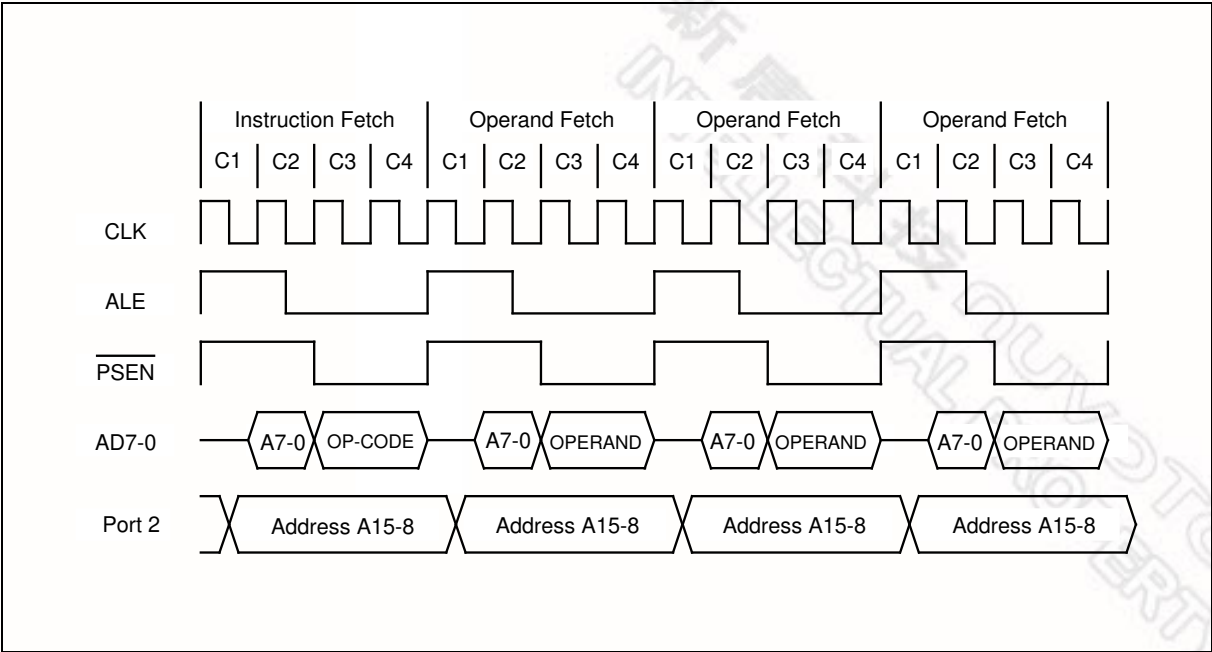 Instruction Fetch Operand Fetch Operand Fetch Operand Fetch
C1 C2 C3 C4 C1 C2 C3 C4 C1 C2 C3 C4 C1 C2 C3 C4
CLK
ALE
PSEN
AD7-0 A7-0 OP-CODE A7-0 OPERAND A7-0 OPERAND A7-0 OPERAND
Port 2 Address A15-8 Address A15-8 Address A15-8 Address A15-8